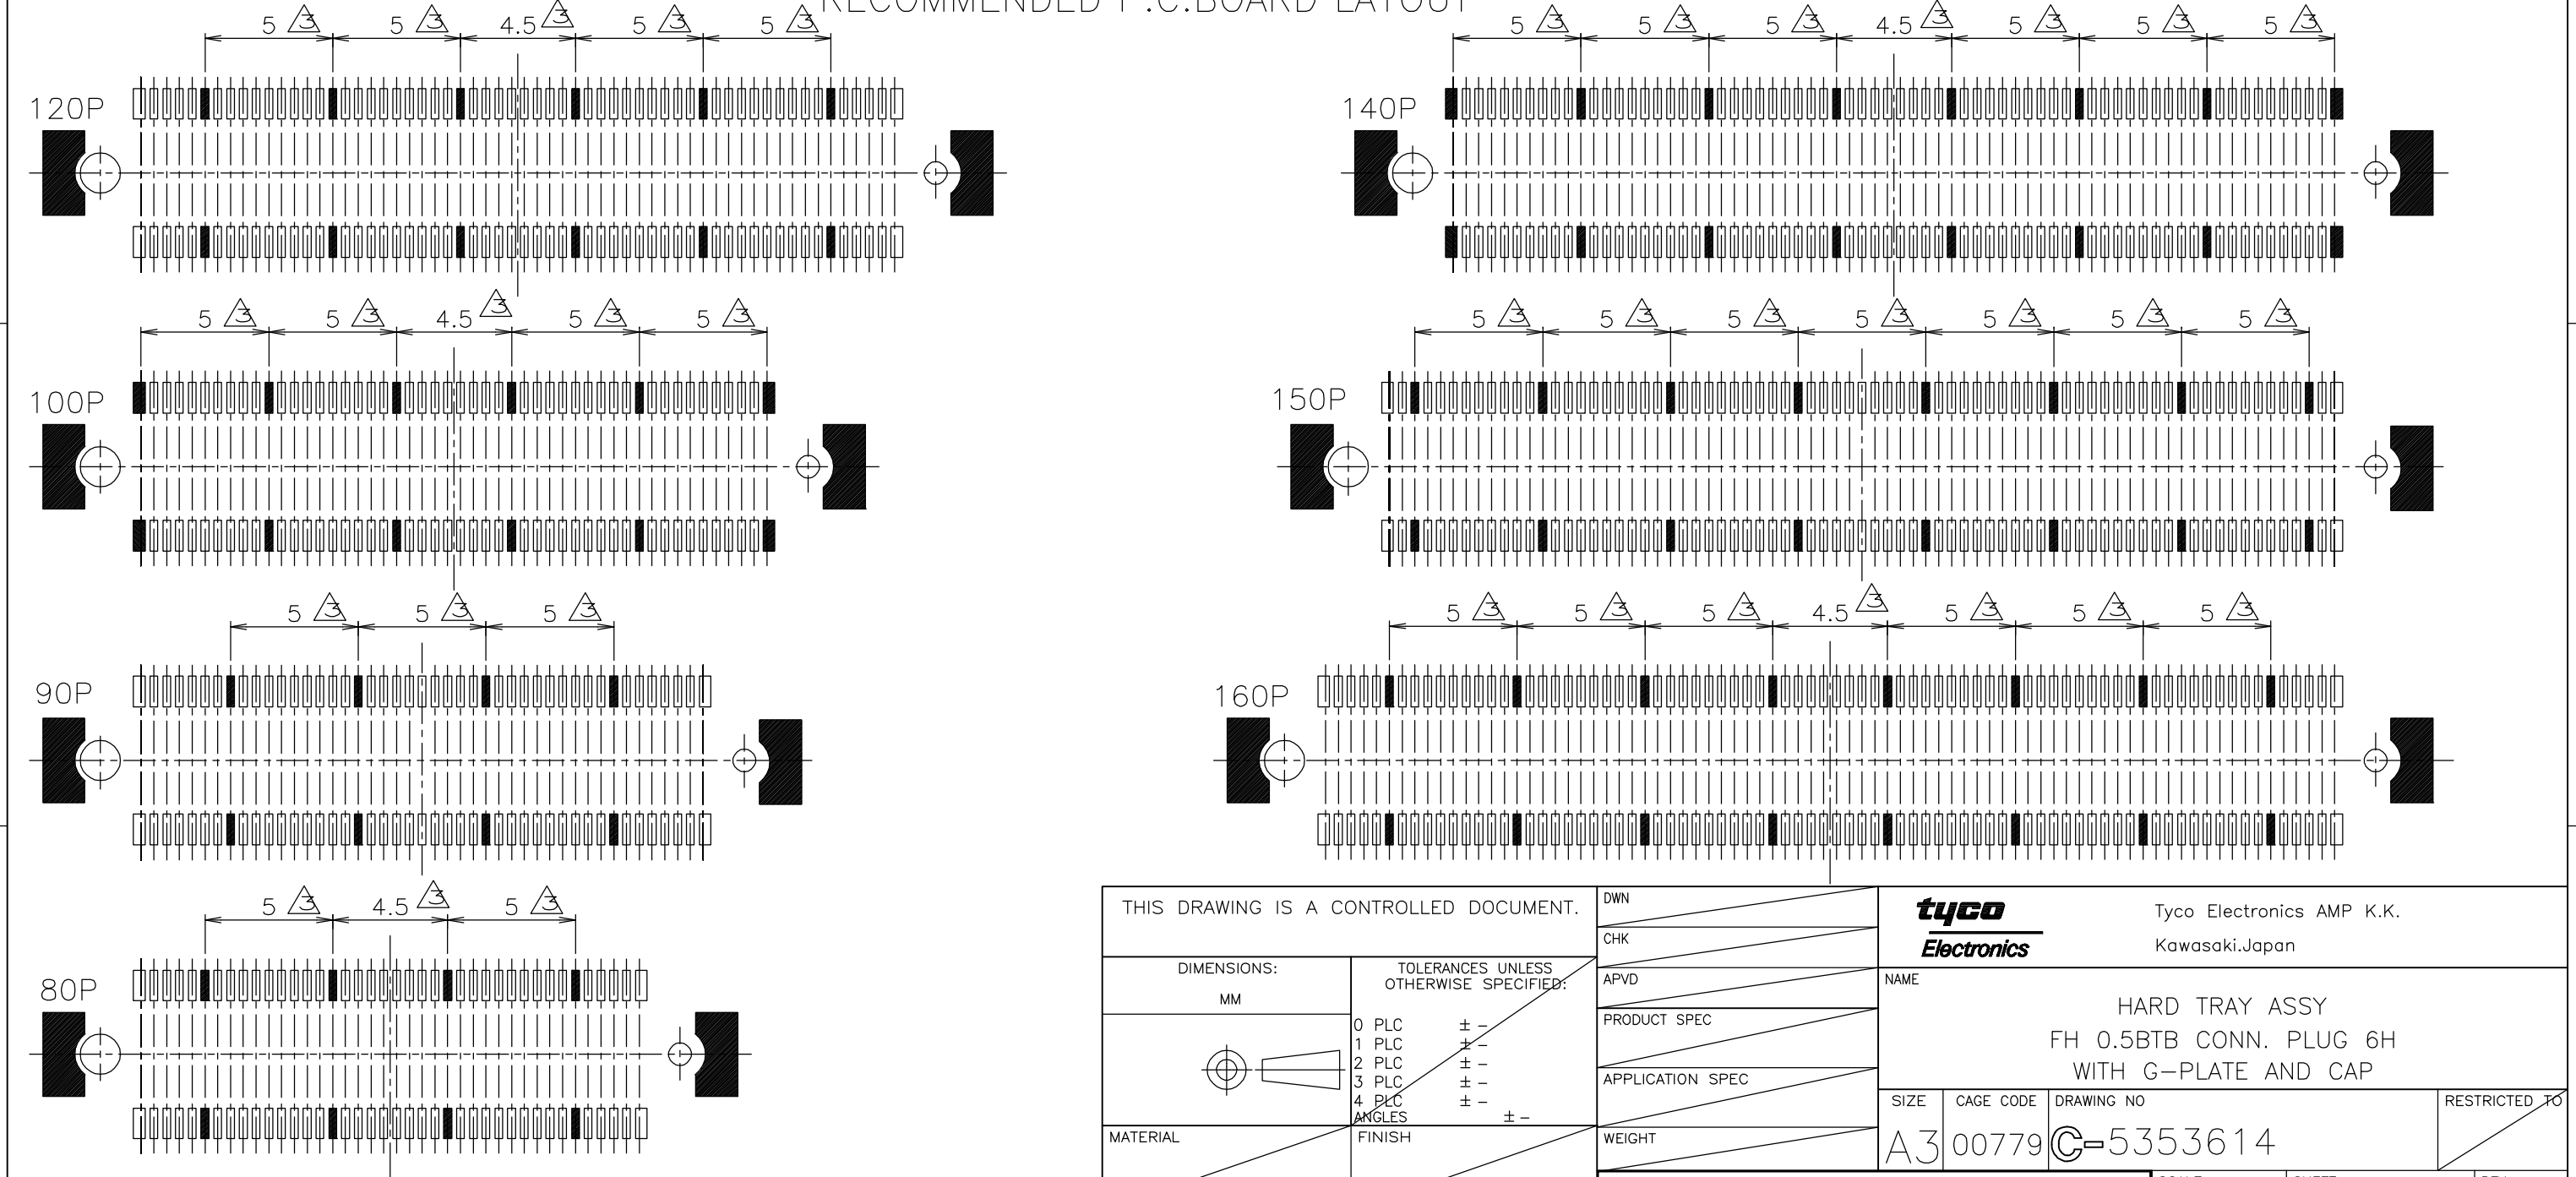 RECOMMENDED P.C.BOARD LAYOUT
5 3 5 3 4.5 3 5 3 5 3
120P
5 3 5 3 4.5 3 5 3 5 3
100P
5 3 5 3 5 3
90P
5 3 4.5 3 5 3
80P
5 3 5 3 5 3 4.5 3 5 3 5 3 5 3
140P
5 3 5 3 5 3 5 3 5 3 5 3 5 3
150P
5 3 5 3 5 3 4.5 3 5 3 5 3 5 3
160P
THIS DRAWING IS A CONTROLLED DOCUMENT.
DIMENSIONS:
MM
TOLERANCES UNLESS
OTHERWISE SPECIFIED:
0 PLC ± -
1 PLC ± -
2 PLC ± -
3 PLC ± -
4 PLC ± -
ANGLES ± -
MATERIAL
FINISH
DWN
CHK
APVD
PRODUCT SPEC
APPLICATION SPEC
WEIGHT
tyco
Electronics
Tyco Electronics AMP K.K.
Kawasaki.Japan
NAME
HARD TRAY ASSY
FH 0.5BTB CONN. PLUG 6H
WITH G-PLATE AND CAP
SIZE
A3
CAGE CODE
00779
DRAWING NO
C-5353614
RESTRICTED TO